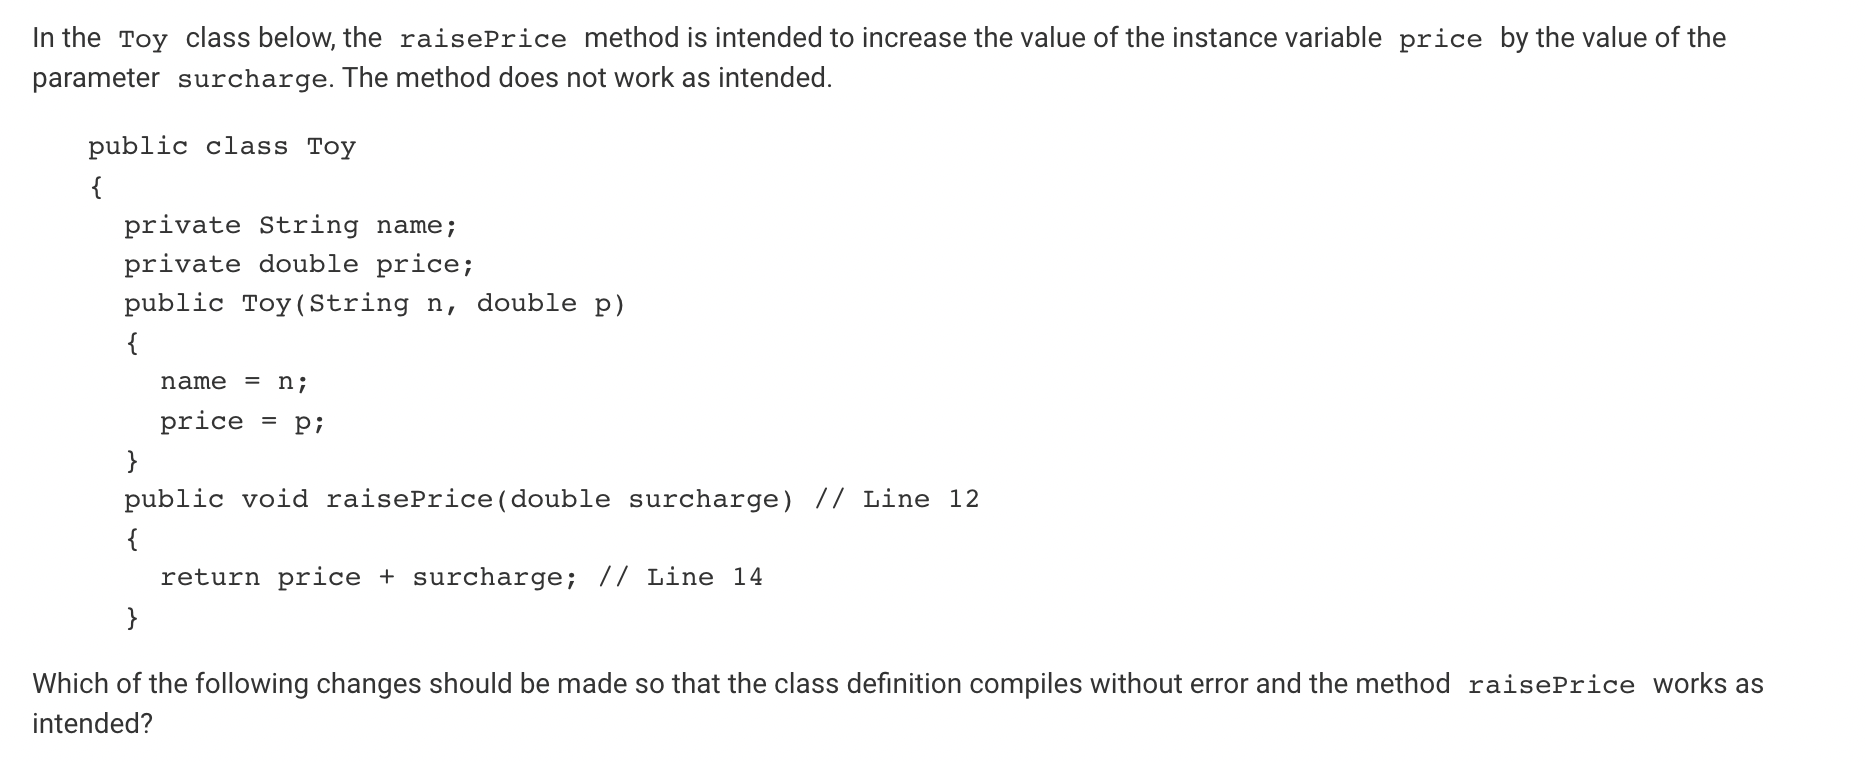 In the Toy class below, the raisePrice method is intended to increase the value of the instance variable price by the value of the
parameter surcharge. The method does not work as intended.
public class Toy
{
private String name;
private double price;
public Toy(String n, double p)
{
name = n;
price = p;
}
public void raisePrice(double surcharge) // Line 12
{
return price + surcharge; // Line 14
}
Which of the following changes should be made so that the class definition compiles without error and the method raisePrice works as
intended?